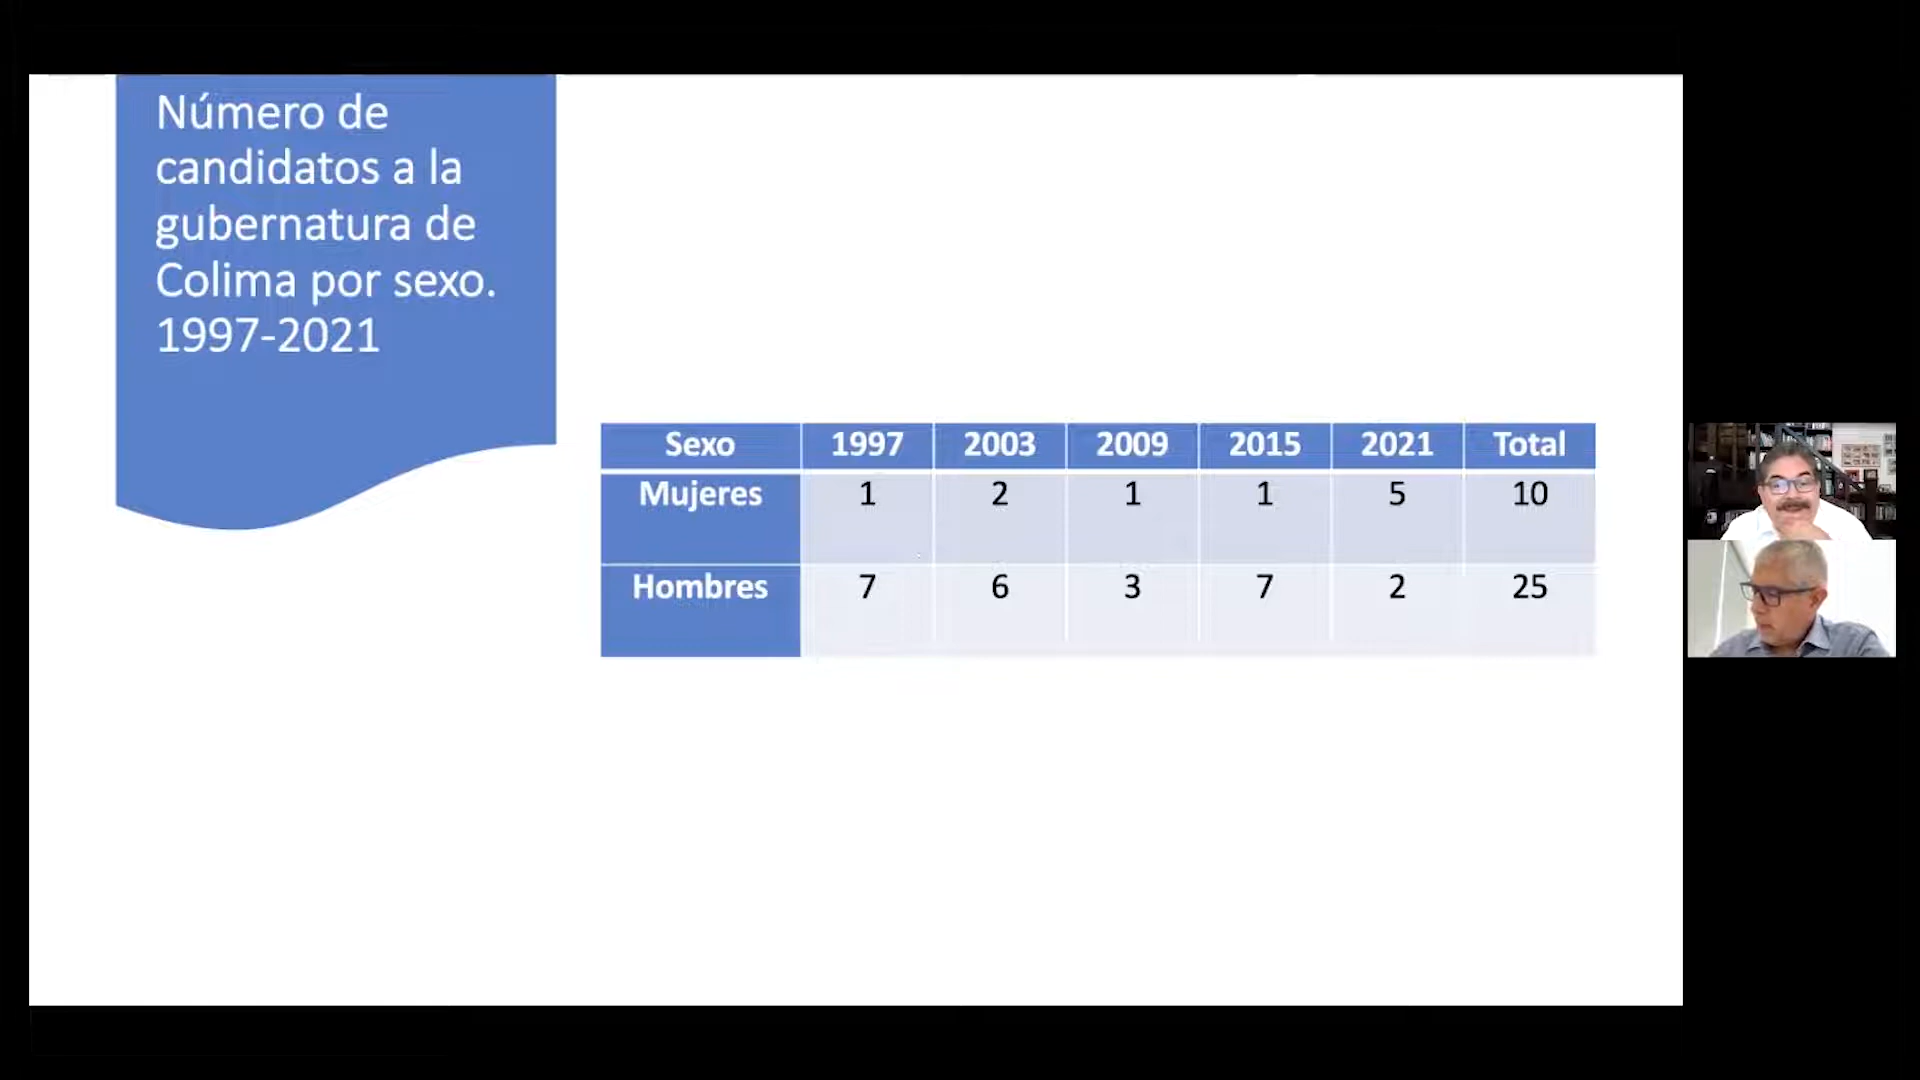 Número de
candidatos a la
gubernatura de
Colima por sexo.
1997-2021
Sexo 1997 2003 2009 2015 2021 Total
Mujeres 1 2 1 1 5 10
Hombres 7 6 3 7 2 25